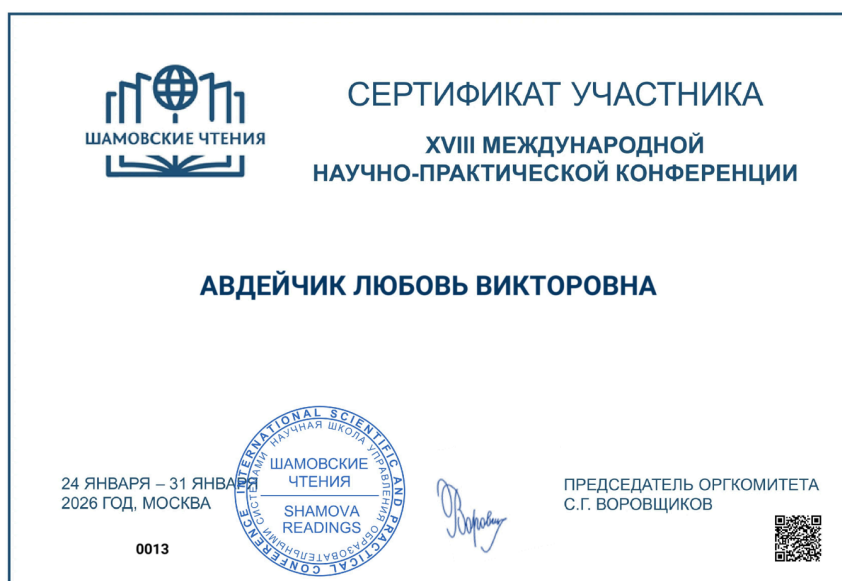 ШАМОВСКИЕ ЧТЕНИЯ
СЕРТИФИКАТ УЧАСТНИКА
XVIII МЕЖДУНАРОДНОЙ
НАУЧНО-ПРАКТИЧЕСКОЙ КОНФЕРЕНЦИИ
АВДЕЙЧИК ЛЮБОВЬ ВИКТОРОВНА
24 ЯНВАРЯ – 31 ЯНВАРЯ
2026 ГОД, МОСКВА
0013
INTERNATIONAL SCIENTIFIC AND PRACTICAL CONFERENCE
НАУЧНАЯ ШКОЛА УПРАВЛЕНИЯ ОБРАЗОВАТЕЛЬНЫМИ СИСТЕМАМИ
ШАМОВСКИЕ
ЧТЕНИЯ
SHAMOVA
READINGS
ПРЕДСЕДАТЕЛЬ ОРГКОМИТЕТА
С.Г. ВОРОВЩИКОВ